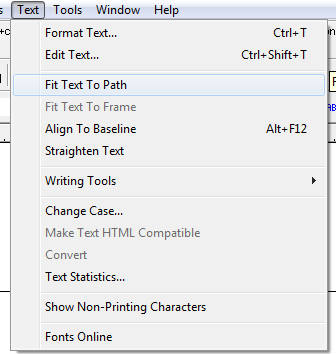 Text Tools Window Help
Format Text... Ctrl+T
Edit Text... Ctrl+Shift+T
Fit Text To Path
Fit Text To Frame
Align To Baseline Alt+F12
Straighten Text
Writing Tools
Change Case...
Make Text HTML Compatible
Convert
Text Statistics...
Show Non-Printing Characters
Fonts Online